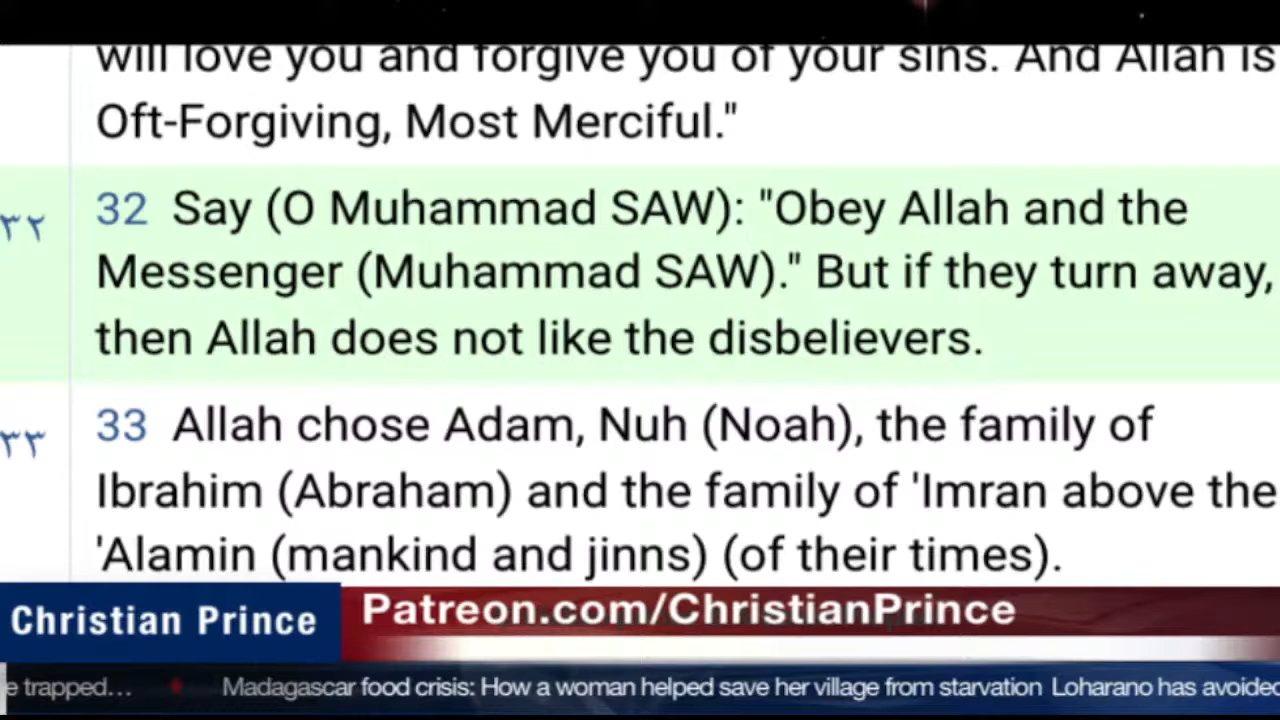 will love you and forgive you of your sins. And Allah is
Oft-Forgiving, Most Merciful."
٣٢
32 Say (O Muhammad SAW): "Obey Allah and the
Messenger (Muhammad SAW)." But if they turn away,
then Allah does not like the disbelievers.
٣٣
33 Allah chose Adam, Nuh (Noah), the family of
Ibrahim (Abraham) and the family of 'Imran above the
'Alamin (mankind and jinns) (of their times).
Christian Prince
Patreon.com/ChristianPrince
e trapped... Madagascar food crisis: How a woman helped save her village from starvation Loharano has avoided